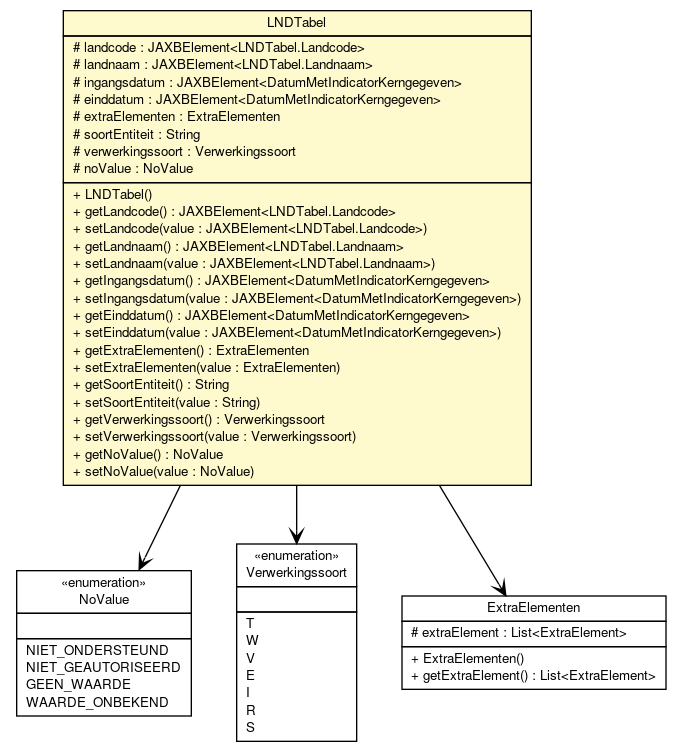 LNDTabel
# landcode : JAXBElement<LNDTabel.Landcode>
# landnaam : JAXBElement<LNDTabel.Landnaam>
# ingangsdatum : JAXBElement<DatumMetIndicatorKerngegeven>
# einddatum : JAXBElement<DatumMetIndicatorKerngegeven>
# extraElementen : ExtraElementen
# soortEntiteit : String
# verwerkingssoort : Verwerkingssoort
# noValue : NoValue
+ LNDTabel()
+ getLandcode() : JAXBElement<LNDTabel.Landcode>
+ setLandcode(value : JAXBElement<LNDTabel.Landcode>)
+ getLandnaam() : JAXBElement<LNDTabel.Landnaam>
+ setLandnaam(value : JAXBElement<LNDTabel.Landnaam>)
+ getIngangsdatum() : JAXBElement<DatumMetIndicatorKerngegeven>
+ setIngangsdatum(value : JAXBElement<DatumMetIndicatorKerngegeven>)
+ getEinddatum() : JAXBElement<DatumMetIndicatorKerngegeven>
+ setEinddatum(value : JAXBElement<DatumMetIndicatorKerngegeven>)
+ getExtraElementen() : ExtraElementen
+ setExtraElementen(value : ExtraElementen)
+ getSoortEntiteit() : String
+ setSoortEntiteit(value : String)
+ getVerwerkingssoort() : Verwerkingssoort
+ setVerwerkingssoort(value : Verwerkingssoort)
+ getNoValue() : NoValue
+ setNoValue(value : NoValue)
«enumeration»
NoValue
NIET_ONDERSTEUND
NIET_GEAUTORISEERD
GEEN_WAARDE
WAARDE_ONBEKEND
«enumeration»
Verwerkingssoort
T
W
V
E
I
R
S
ExtraElementen
# extraElement : List<ExtraElement>
+ ExtraElementen()
+ getExtraElement() : List<ExtraElement>